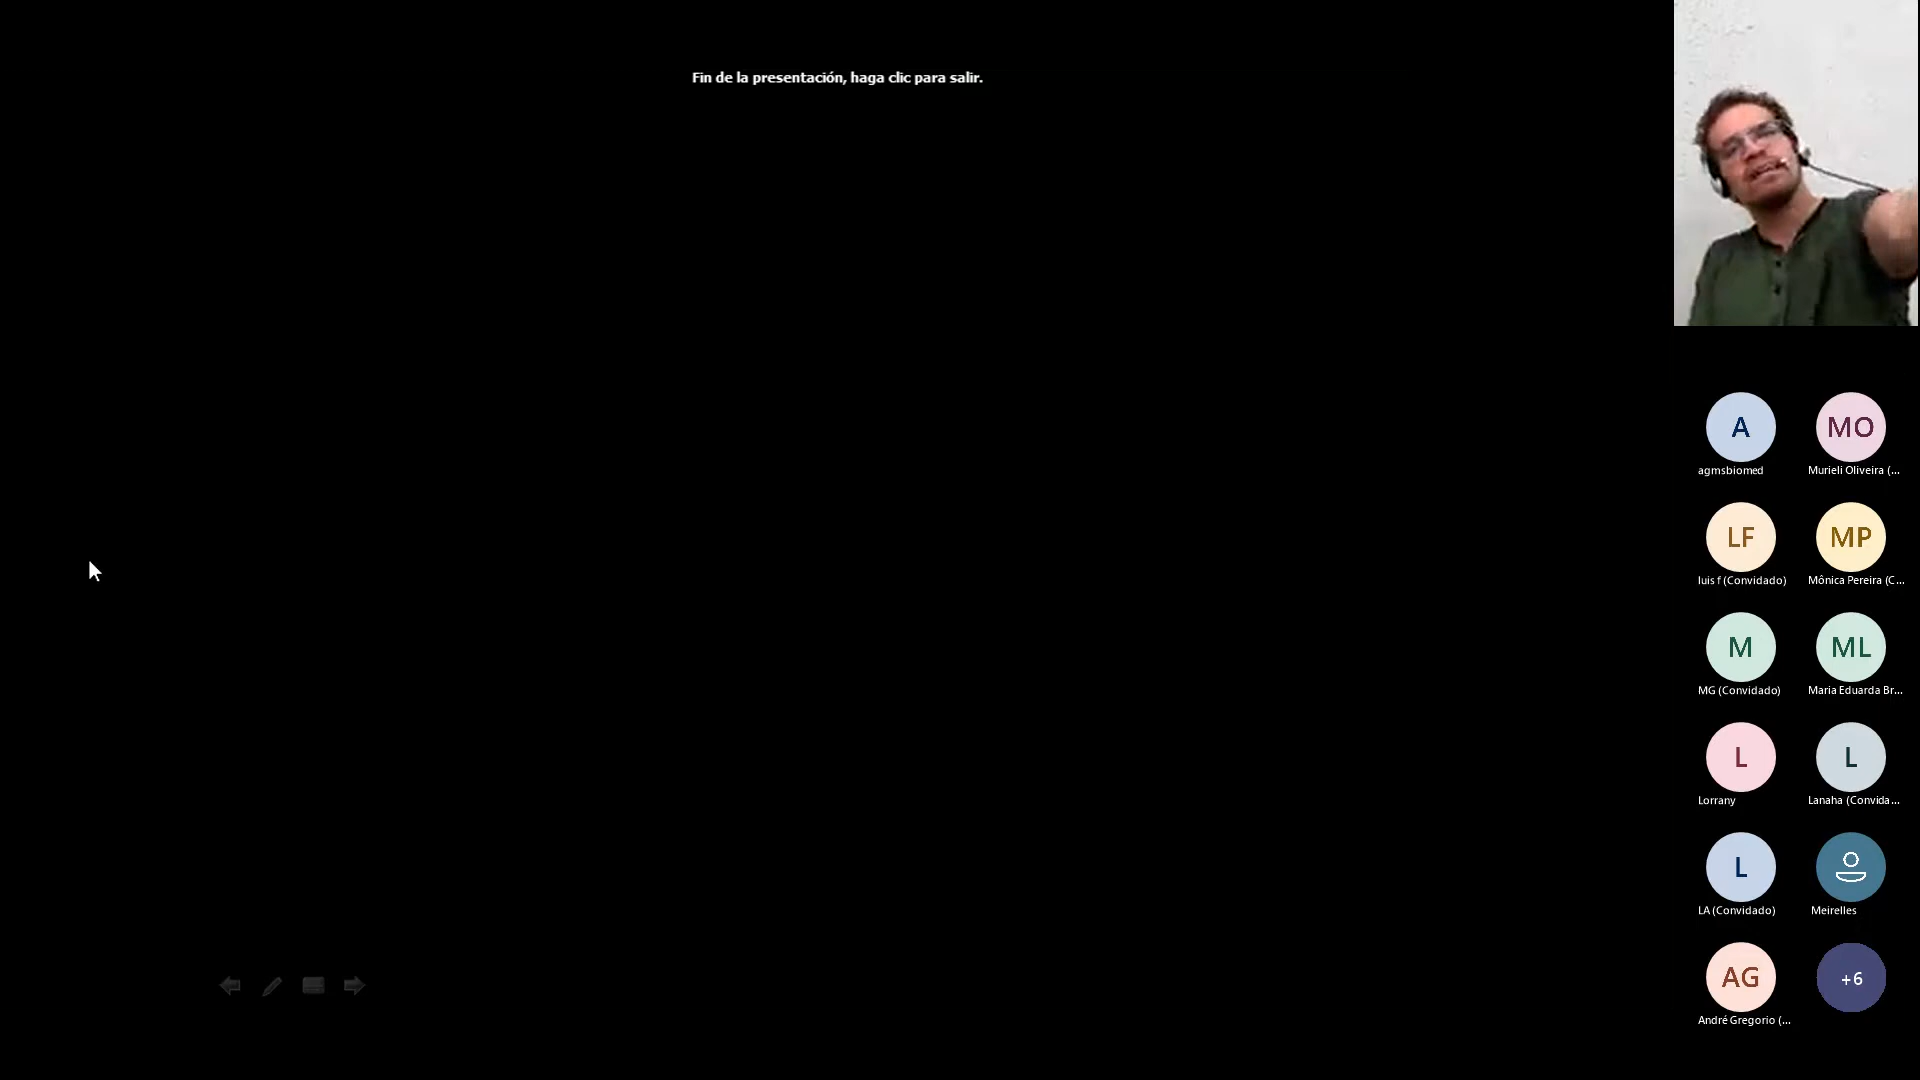 Fin de la presentación, haga clic para salir.
A
MO
agmsbiomed
Murieli Oliveira (...
LF
MP
luis f (Convidado)
Mônica Pereira (C...
M
ML
MG (Convidado)
Maria Eduarda Br...
L
L
Lorrany
Lanaha (Convida...
L
LA (Convidado)
Meirelles
AG
+6
André Gregorio (...